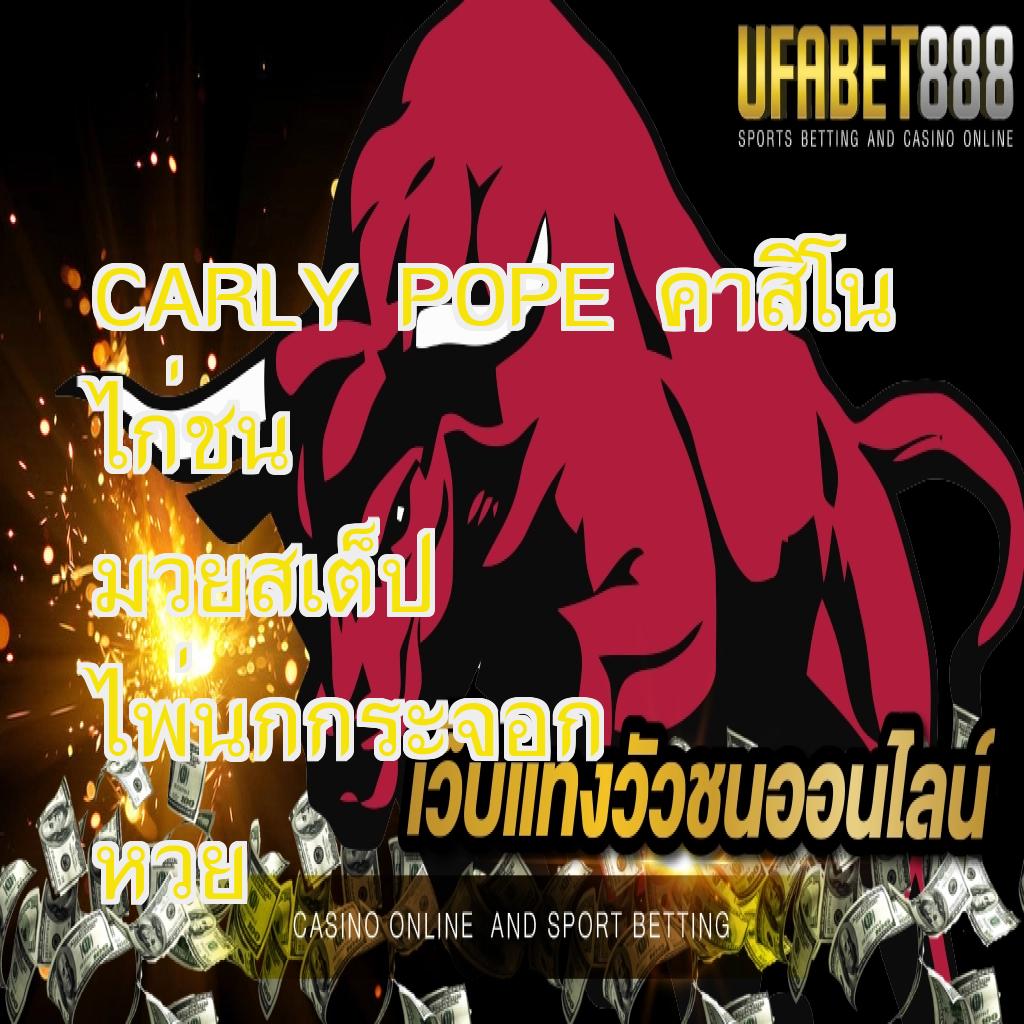 UFABET888
SPORTS BETTING AND CASINO ONLINE
CARLY POPE คาสิโน
ไก่ชน
มวยสเต็ป
ไพ่นกกระจอก
เว็บแทงวัวชนออนไลน์
หวย
CASINO ONLINE AND SPORT BETTING